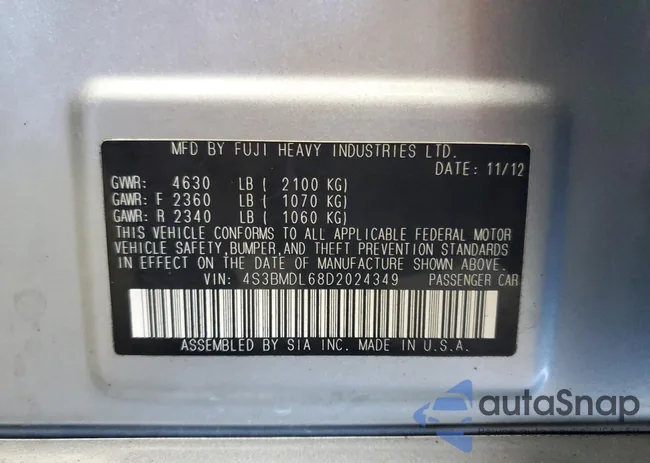 MFD BY FUJI HEAVY INDUSTRIES LTD.
DATE: 11/12
GVWR: 4630 LB ( 2100 KG)
GAWR: F 2360 LB ( 1070 KG)
GAWR: R 2340 LB ( 1060 KG)
THIS VEHICLE CONFORMS TO ALL APPLICABLE FEDERAL MOTOR
VEHICLE SAFETY, BUMPER, AND THEFT PREVENTION STANDARDS
IN EFFECT ON THE DATE OF MANUFACTURE SHOWN ABOVE.
VIN: 4S3BMDL68D2024349 PASSENGER CAR
ASSEMBLED BY SIA INC. MADE IN U.S.A.
autaSnap